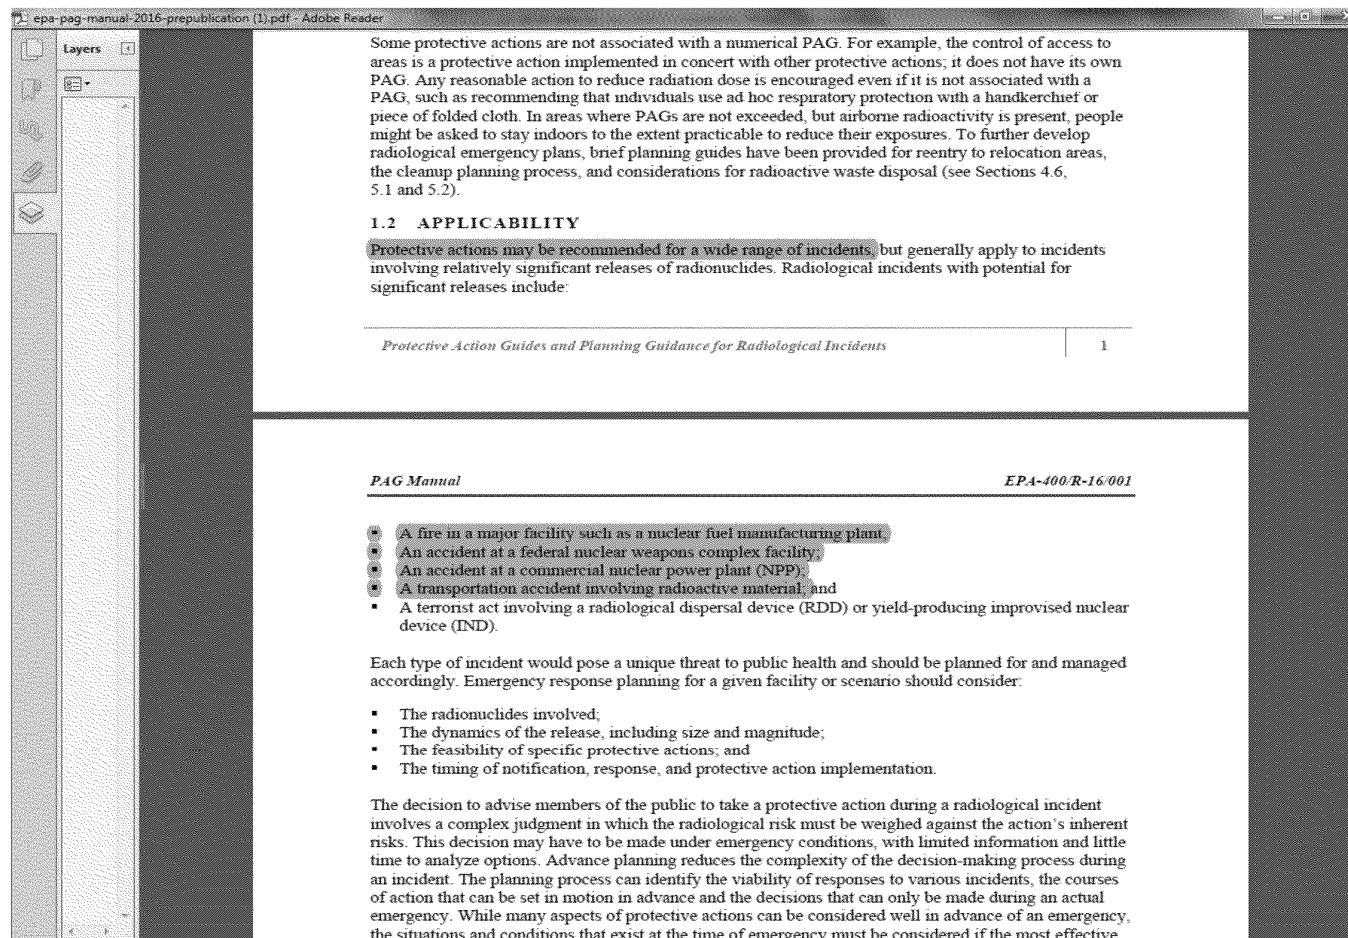 epa-pag-manual-2016-prepublication (1).pdf - Adobe Reader
Layers
Some protective actions are not associated with a numerical PAG. For example, the control of access to
areas is a protective action implemented in concert with other protective actions; it does not have its own
PAG. Any reasonable action to reduce radiation dose is encouraged even if it is not associated with a
PAG, such as recommending that individuals use ad hoc respiratory protection with a handkerchief or
piece of folded cloth. In areas where PAGs are not exceeded, but airborne radioactivity is present, people
might be asked to stay indoors to the extent practicable to reduce their exposures. To further develop
radiological emergency plans, brief planning guides have been provided for reentry to relocation areas,
the cleanup planning process, and considerations for radioactive waste disposal (see Sections 4.6,
5.1 and 5.2).
1.2 APPLICABILITY
Protective actions may be recommended for a wide range of incidents, but generally apply to incidents
involving relatively significant releases of radionuclides. Radiological incidents with potential for
significant releases include:
Protective Action Guides and Planning Guidance for Radiological Incidents 1
PAG Manual EPA-400/R-16/001
▪ A fire in a major facility such as a nuclear fuel manufacturing plant;
▪ An accident at a federal nuclear weapons complex facility;
▪ An accident at a commercial nuclear power plant (NPP);
▪ A transportation accident involving radioactive material; and
▪ A terrorist act involving a radiological dispersal device (RDD) or yield-producing improvised nuclear
device (IND).
Each type of incident would pose a unique threat to public health and should be planned for and managed
accordingly. Emergency response planning for a given facility or scenario should consider:
▪ The radionuclides involved;
▪ The dynamics of the release, including size and magnitude;
▪ The feasibility of specific protective actions; and
▪ The timing of notification, response, and protective action implementation.
The decision to advise members of the public to take a protective action during a radiological incident
involves a complex judgment in which the radiological risk must be weighed against the action's inherent
risks. This decision may have to be made under emergency conditions, with limited information and little
time to analyze options. Advance planning reduces the complexity of the decision-making process during
an incident. The planning process can identify the viability of responses to various incidents, the courses
of action that can be set in motion in advance and the decisions that can only be made during an actual
emergency. While many aspects of protective actions can be considered well in advance of an emergency,
the situations and conditions that exist at the time of emergency must be considered if the most effective